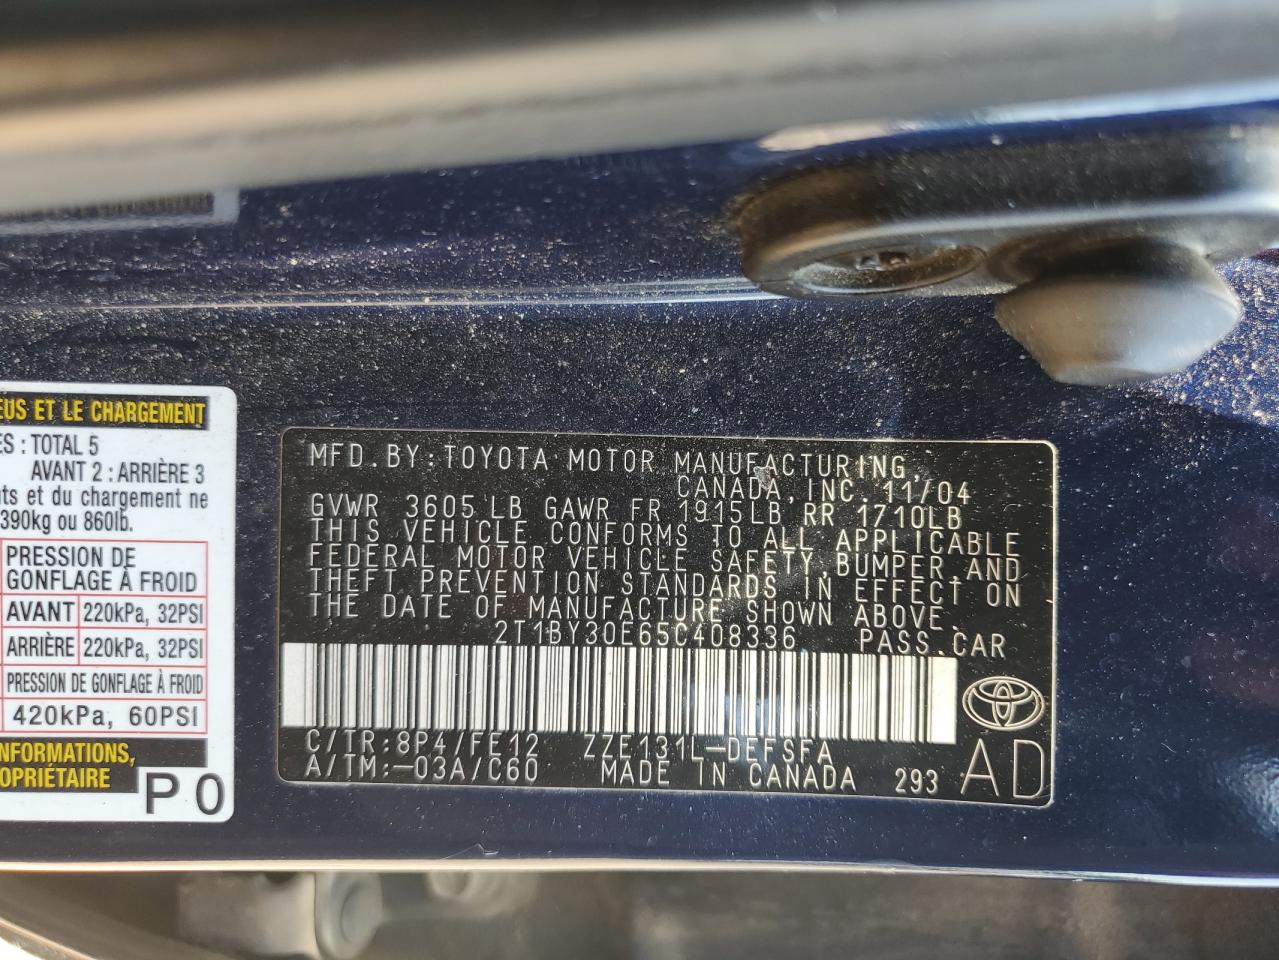 EUS ET LE CHARGEMENT
ES : TOTAL 5
AVANT 2 : ARRIÈRE 3
ts et du chargement ne
390kg ou 860lb.
PRESSION DE
GONFLAGE À FROID
AVANT 220kPa, 32PSI
ARRIÈRE 220kPa, 32PSI
PRESSION DE GONFLAGE À FROID
420kPa, 60PSI
INFORMATIONS,
OPRIÉTAIRE
P0
MFD.BY:TOYOTA MOTOR MANUFACTURING,
CANADA,INC.11/04
GVWR 3605LB GAWR FR 1915LB RR 1710LB
THIS VEHICLE CONFORMS TO ALL APPLICABLE
FEDERAL MOTOR VEHICLE SAFETY,BUMPER,AND
THEFT PREVENTION STANDARDS IN EFFECT ON
THE DATE OF MANUFACTURE SHOWN ABOVE.
2T1BY30E65C408336 PASS.CAR
C/TR:8P4/FE12 ZZE131L-DEFSFA
A/TM:-03A/C60 MADE IN CANADA 293 AD